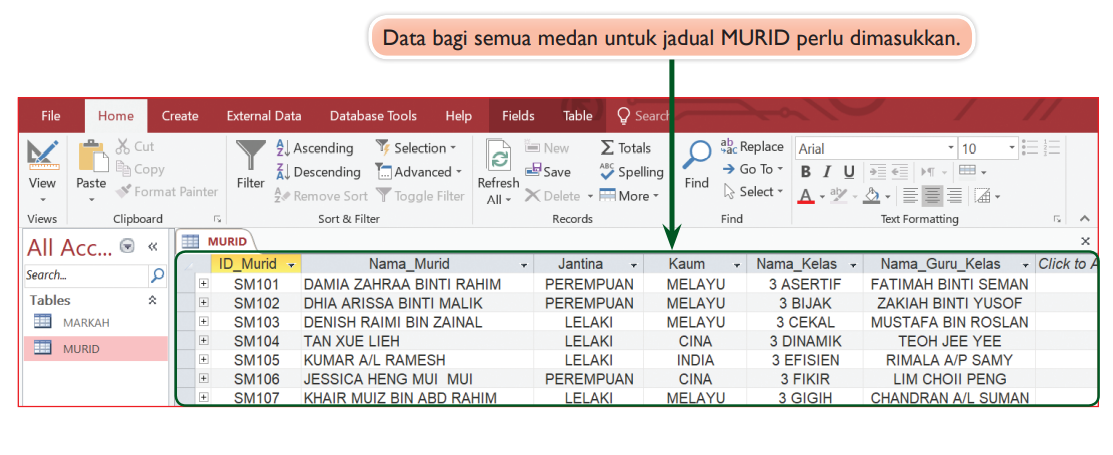 Data bagi semua medan untuk jadual MURID perlu dimasukkan.
File Home Create External Data Database Tools Help Fields Table Search
View Paste Cut Copy Format Painter
Filter Ascending Descending Remove Sort Selection Advanced Toggle Filter
Refresh All New Save Delete Totals Spelling More
Find Replace Go To Select
Arial 10
B I U A
Views Clipboard Sort & Filter Records Find Text Formatting
All Acc...
Search...
Tables
MARKAH
MURID
MURID
ID_Murid Nama_Murid Jantina Kaum Nama_Kelas Nama_Guru_Kelas Click to A
SM101 DAMIA ZAHRAA BINTI RAHIM PEREMPUAN MELAYU 3 ASERTIF FATIMAH BINTI SEMAN
SM102 DHIA ARISSA BINTI MALIK PEREMPUAN MELAYU 3 BIJAK ZAKIAH BINTI YUSOF
SM103 DENISH RAIMI BIN ZAINAL LELAKI MELAYU 3 CEKAL MUSTAFA BIN ROSLAN
SM104 TAN XUE LIEH LELAKI CINA 3 DINAMIK TEOH JEE YEE
SM105 KUMAR A/L RAMESH LELAKI INDIA 3 EFISIEN RIMALA A/P SAMY
SM106 JESSICA HENG MUI MUI PEREMPUAN CINA 3 FIKIR LIM CHOII PENG
SM107 KHAIR MUIZ BIN ABD RAHIM LELAKI MELAYU 3 GIGIH CHANDRAN A/L SUMAN